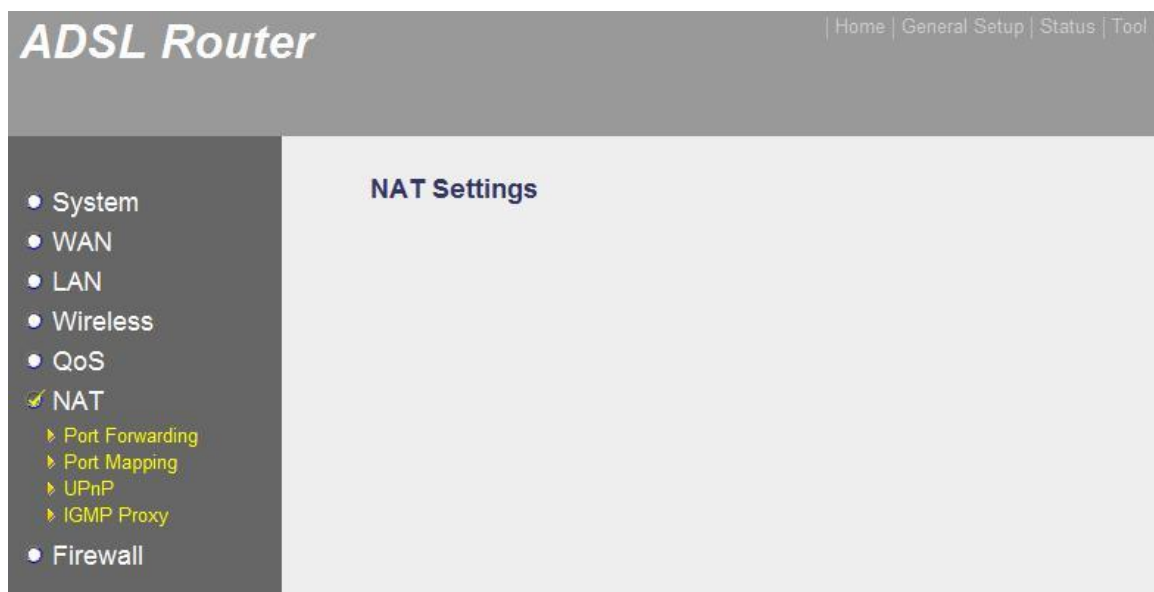 ADSL Router
| Home | General Setup | Status | Tool
NAT Settings
System
WAN
LAN
Wireless
QoS
NAT
Port Forwarding
Port Mapping
UPnP
IGMP Proxy
Firewall